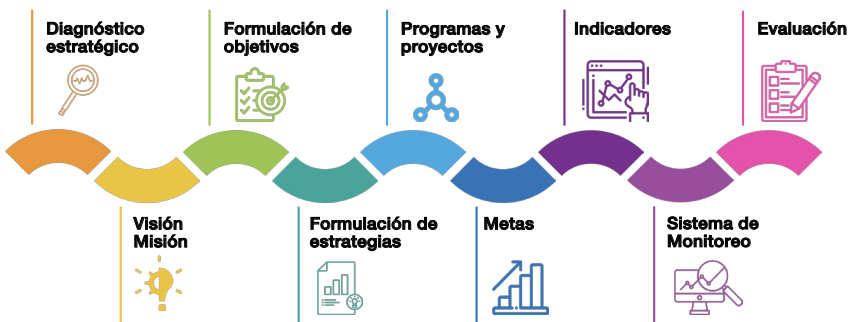 Diagnóstico
estratégico
Visión
Misión
Formulación de
objetivos
Formulación de
estrategias
Programas y
proyectos
Metas
Indicadores
Sistema de
Monitoreo
Evaluación